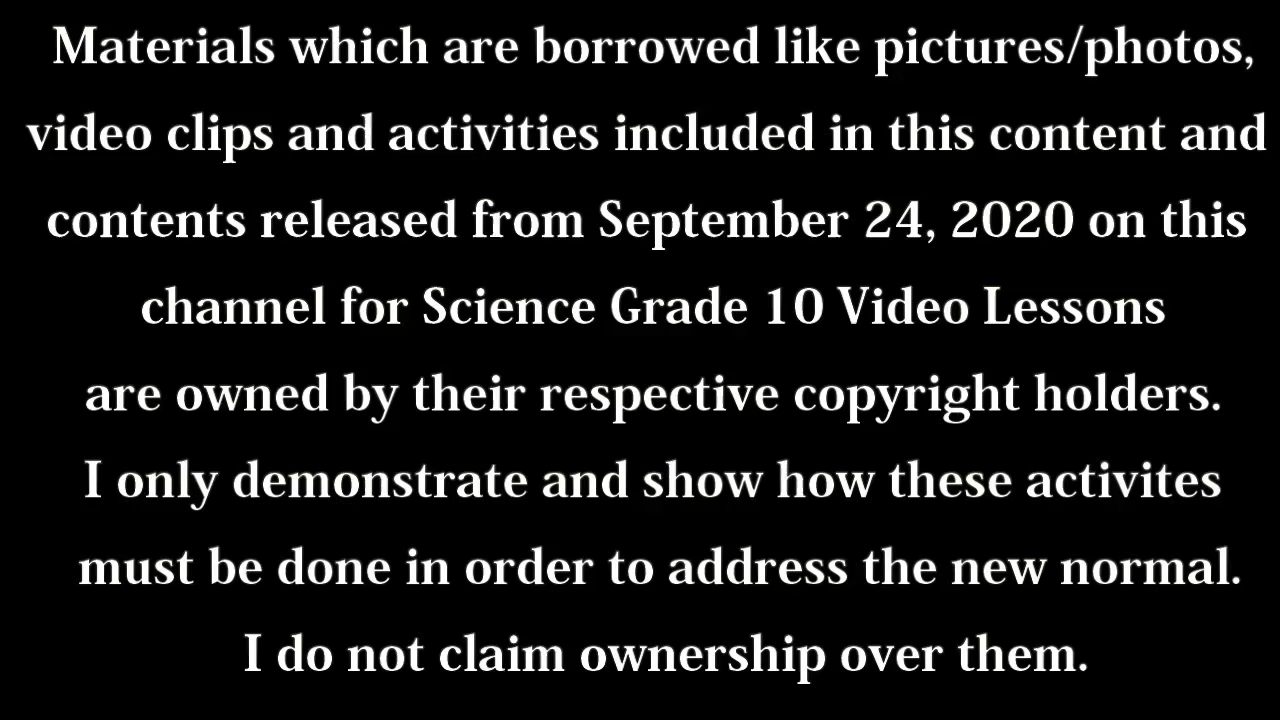 Materials which are borrowed like pictures/photos,
video clips and activities included in this content and
contents released from September 24, 2020 on this
channel for Science Grade 10 Video Lessons
are owned by their respective copyright holders.
I only demonstrate and show how these activites
must be done in order to address the new normal.
I do not claim ownership over them.